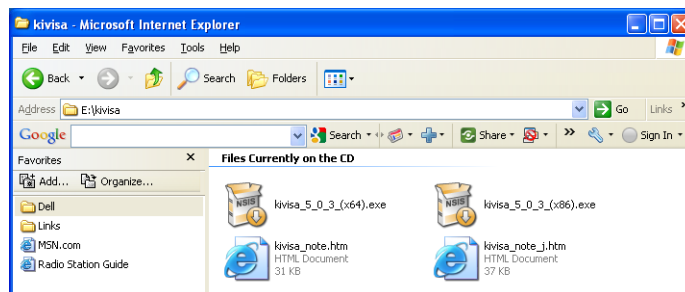 kivisa - Microsoft Internet Explorer
File Edit View Favorites Tools Help
Back Search Folders
Address E:\kivisa Go Links »
Google Search Share » Sign In
Favorites × Files Currently on the CD
Add... Organize...
Dell
Links
MSN.com
Radio Station Guide
NSIS kivisa_5_0_3_(x64).exe NSIS kivisa_5_0_3_(x86).exe
kivisa_note.htm kivisa_note_j.htm
HTML Document HTML Document
31 KB 37 KB